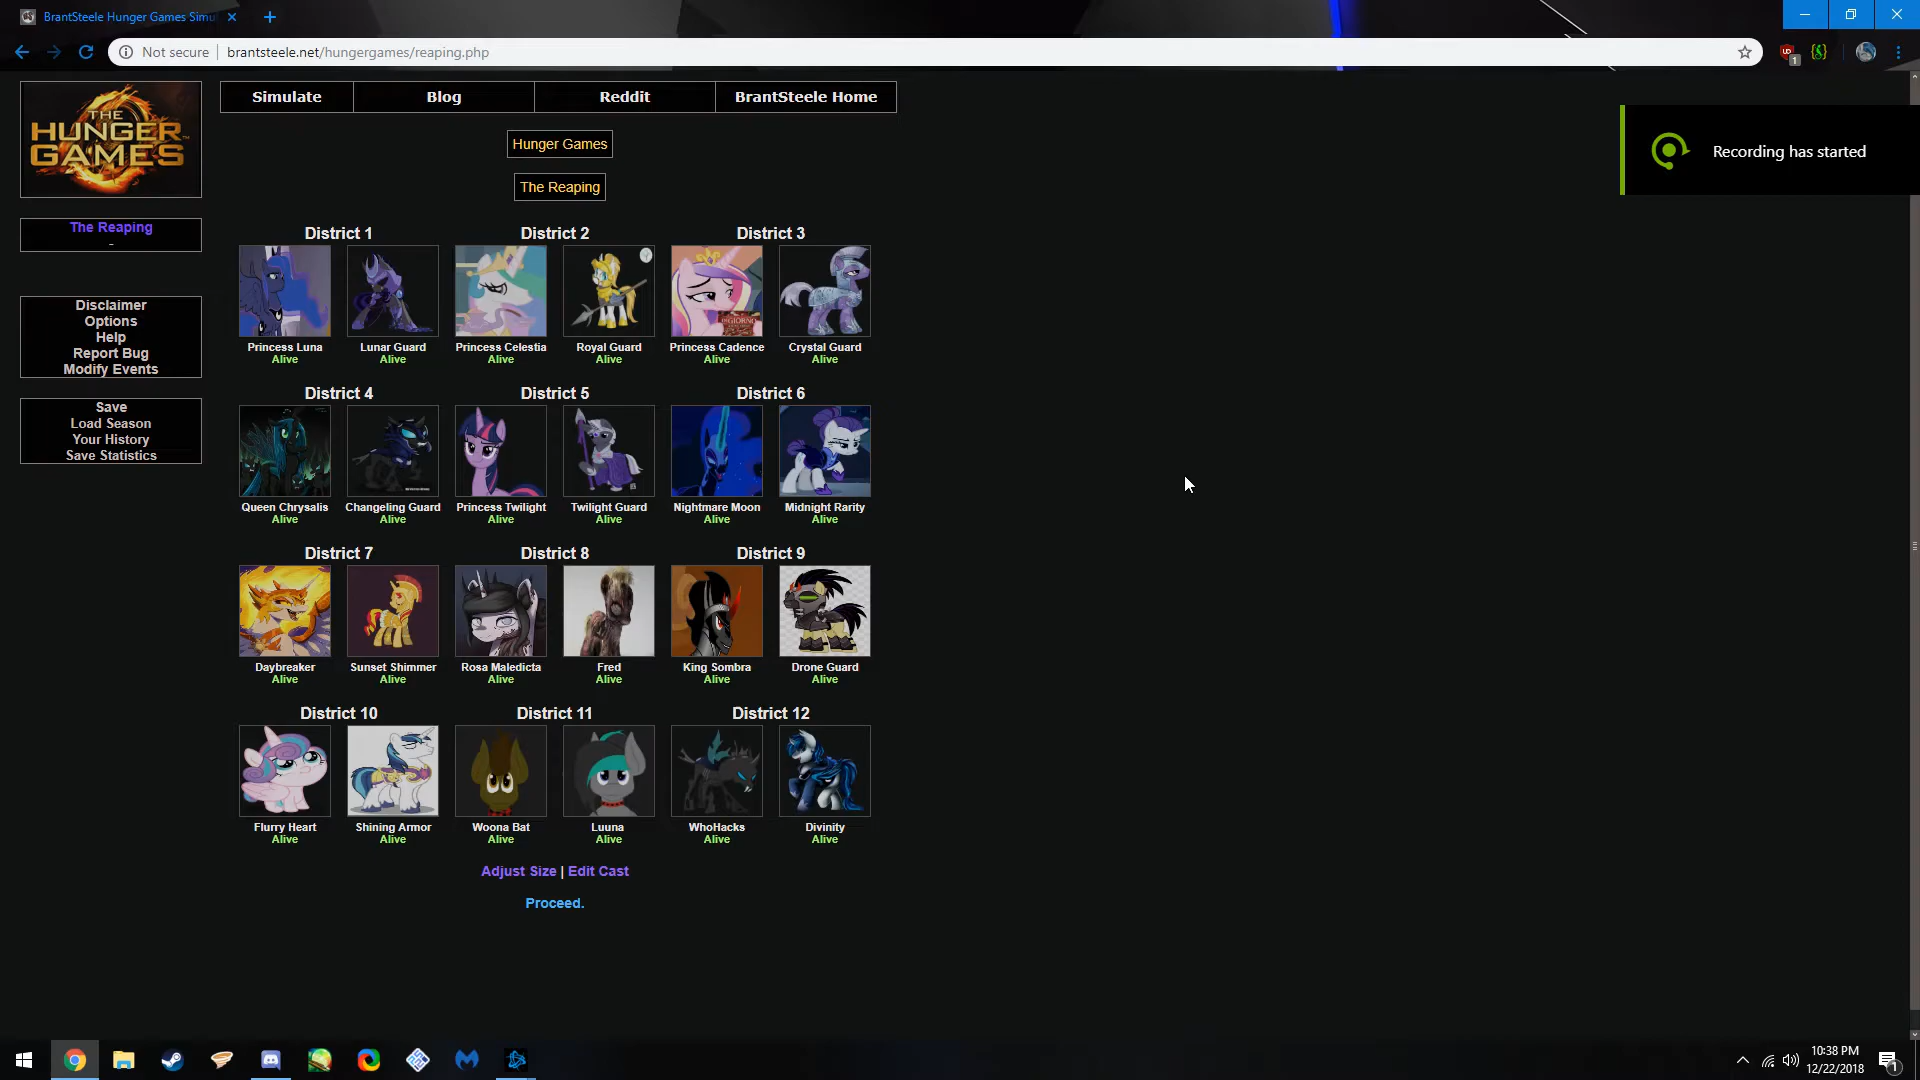 BrantSteele Hunger Games Simu
Not secure
brantsteele.net/hungergames/reaping.php
THE
HUNGER
GAMES
Simulate
Blog
Reddit
BrantSteele Home
Recording has started
Hunger Games
The Reaping
The Reaping
-
Disclaimer
Options
Help
Report Bug
Modify Events
Save
Load Season
Your History
Save Statistics
District 1
District 2
District 3
Princess Luna
Lunar Guard
Princess Celestia
Royal Guard
Princess Cadence
Crystal Guard
Alive
Alive
Alive
Alive
Alive
Alive
District 4
District 5
District 6
Queen Chrysalis
Changeling Guard
Princess Twilight
Twilight Guard
Nightmare Moon
Midnight Rarity
Alive
Alive
Alive
Alive
Alive
Alive
District 7
District 8
District 9
Daybreaker
Sunset Shimmer
Rosa Maledicta
Fred
King Sombra
Drone Guard
Alive
Alive
Alive
Alive
Alive
Alive
District 10
District 11
District 12
Flurry Heart
Shining Armor
Woona Bat
Luuna
WhoHacks
Divinity
Alive
Alive
Alive
Alive
Alive
Alive
Adjust Size | Edit Cast
Proceed.
10:38 PM
12/22/2018
1